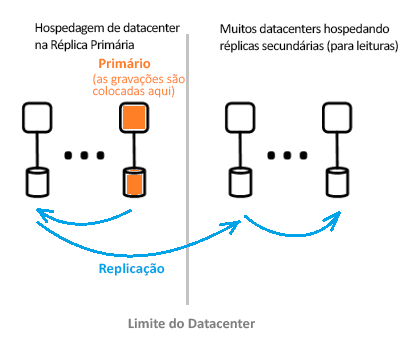 Hospedagem de datacenter
na Réplica Primária
Muitos datacenters hospedando
réplicas secundárias (para leituras)
Primário
(as gravações são
colocadas aqui)
Replicação
Limite do Datacenter